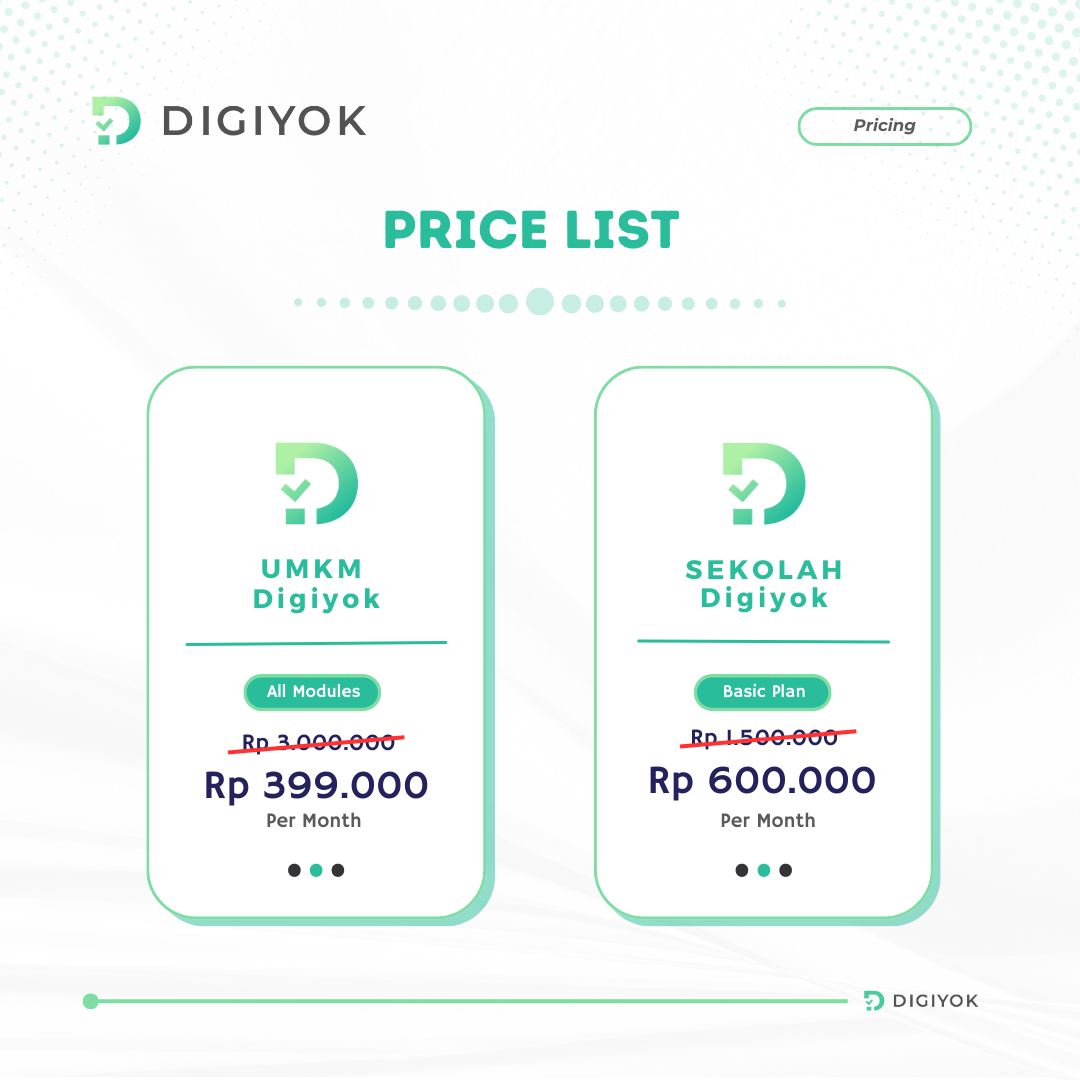 DIGIYOK
Pricing
PRICE LIST
UMKM
Digiyok
All Modules
Rp 3.000.000
Rp 399.000
Per Month
SEKOLAH
Digiyok
Basic Plan
Rp 1.500.000
Rp 600.000
Per Month
DIGIYOK